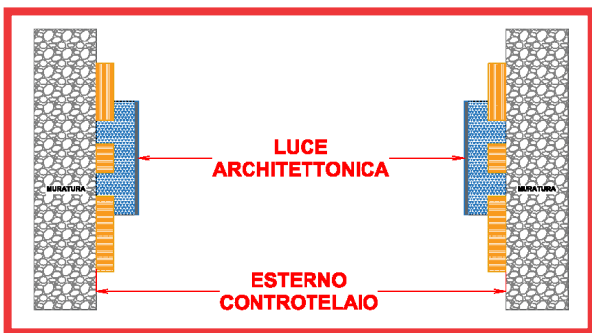 LUCE
ARCHITETTONICA
MURATURA
MURATURA
ESTERNO
CONTROTELAIO